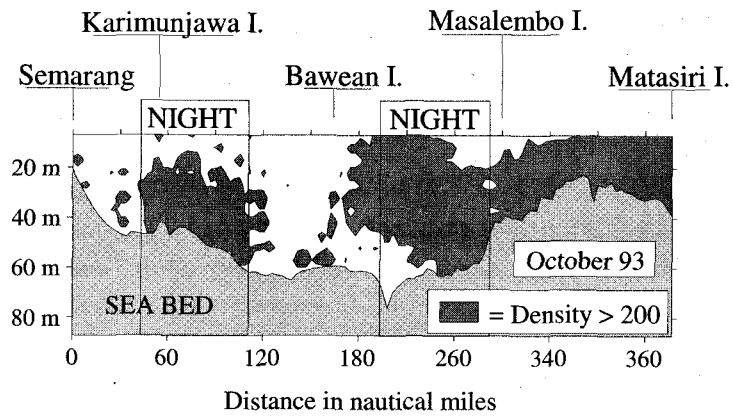 Karimunjawa I.
Masalembo I.
Semarang
Bawean I.
Matasiri I.
NIGHT
NIGHT
20 m
40 m
60 m
80 m
October 93
SEA BED
= Density > 200
0
60
120
180
260
340
360
Distance in nautical miles